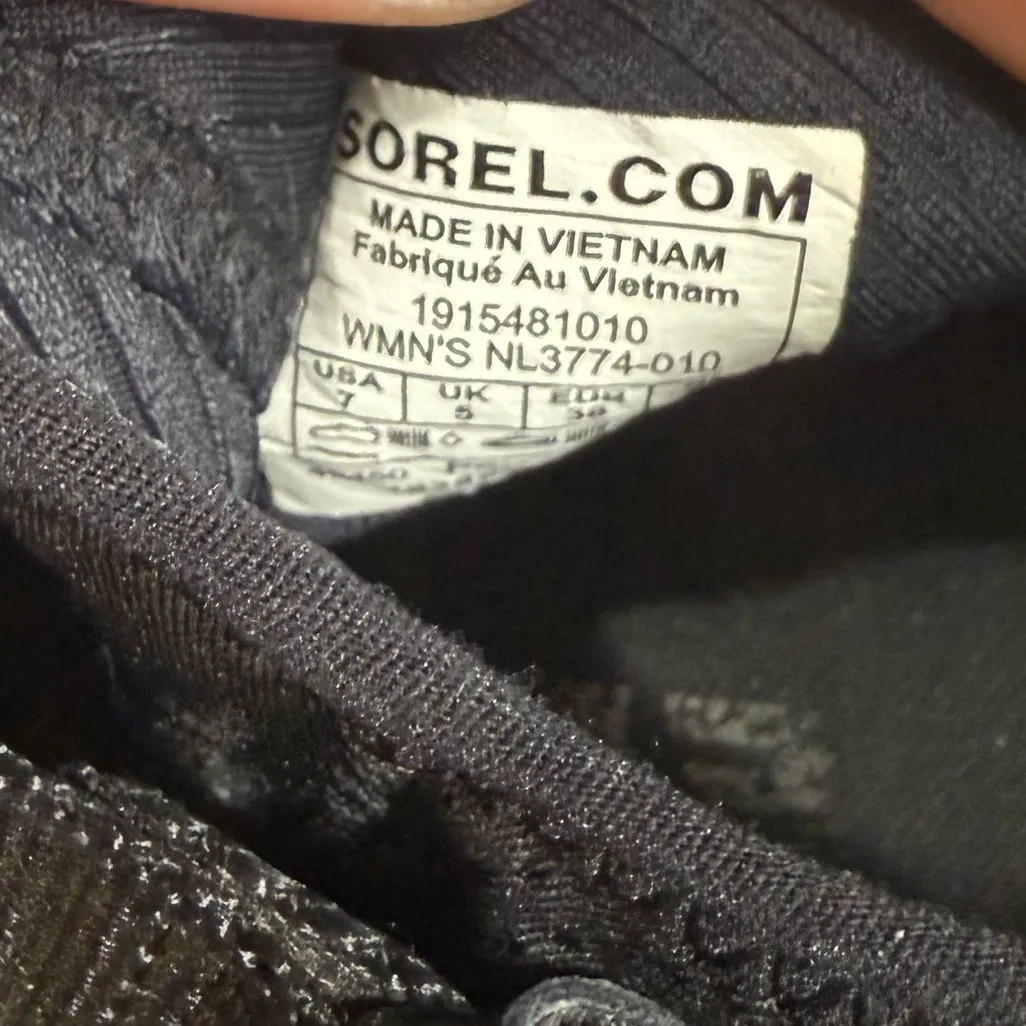 SOREL.COM
MADE IN VIETNAM
Fabriqué Au Vietnam
1915481010
WMN'S NL3774-010
USA UK
7 5